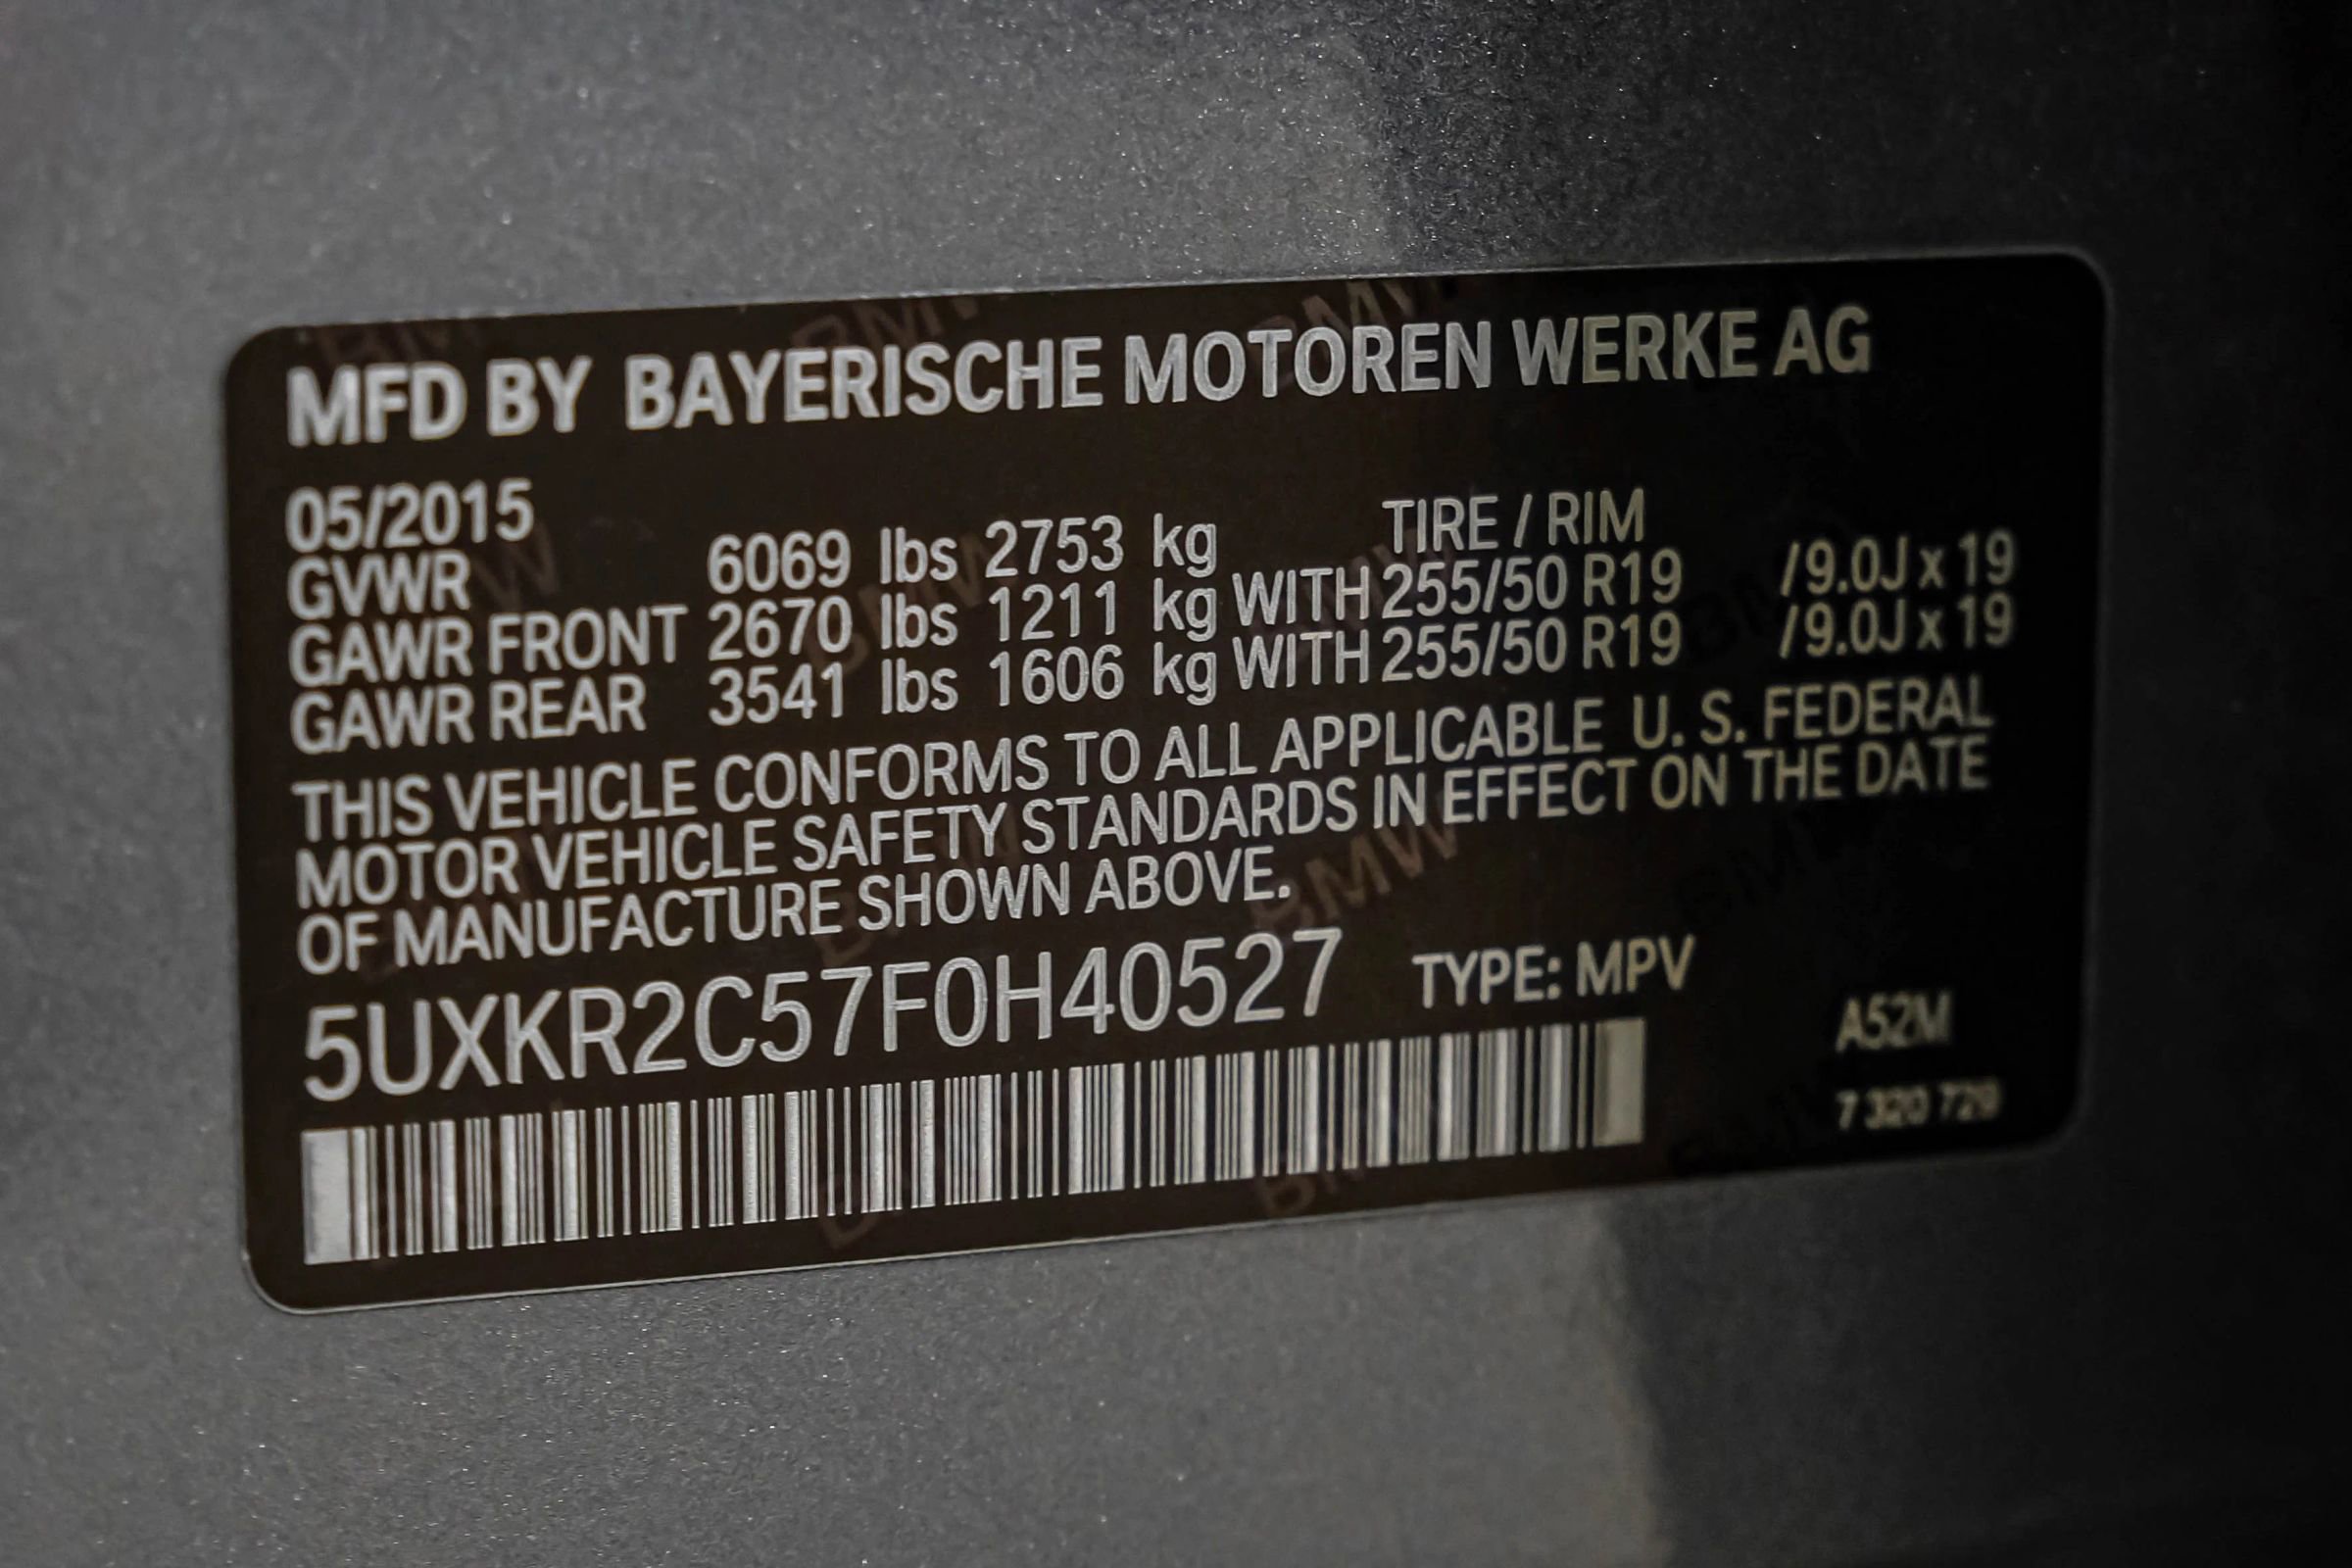 MFD BY BAYERISCHE MOTOREN WERKE AG
05/2015
GVWR 6069 lbs 2753 kg TIRE / RIM
GAWR FRONT 2670 lbs 1211 kg WITH 255/50 R19 /9.0J x 19
GAWR REAR 3541 lbs 1606 kg WITH 255/50 R19 /9.0J x 19
THIS VEHICLE CONFORMS TO ALL APPLICABLE U. S. FEDERAL
MOTOR VEHICLE SAFETY STANDARDS IN EFFECT ON THE DATE
OF MANUFACTURE SHOWN ABOVE.
5UXKR2C57F0H40527 TYPE: MPV
A52M
7 320